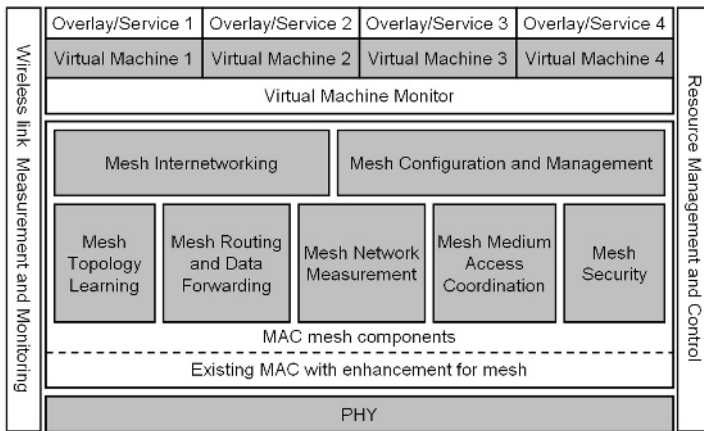 Overlay/Service 1
Overlay/Service 2
Overlay/Service 3
Overlay/Service 4
Virtual Machine 1
Virtual Machine 2
Virtual Machine 3
Virtual Machine 4
Virtual Machine Monitor
Wireless link Measurement and Monitoring
Resource Management and Control
Mesh Internetworking
Mesh Configuration and Management
Mesh
Topology
Learning
Mesh Routing
and Data
Forwarding
Mesh Network
Measurement
Mesh Medium
Access
Coordination
Mesh
Security
MAC mesh components
Existing MAC with enhancement for mesh
PHY